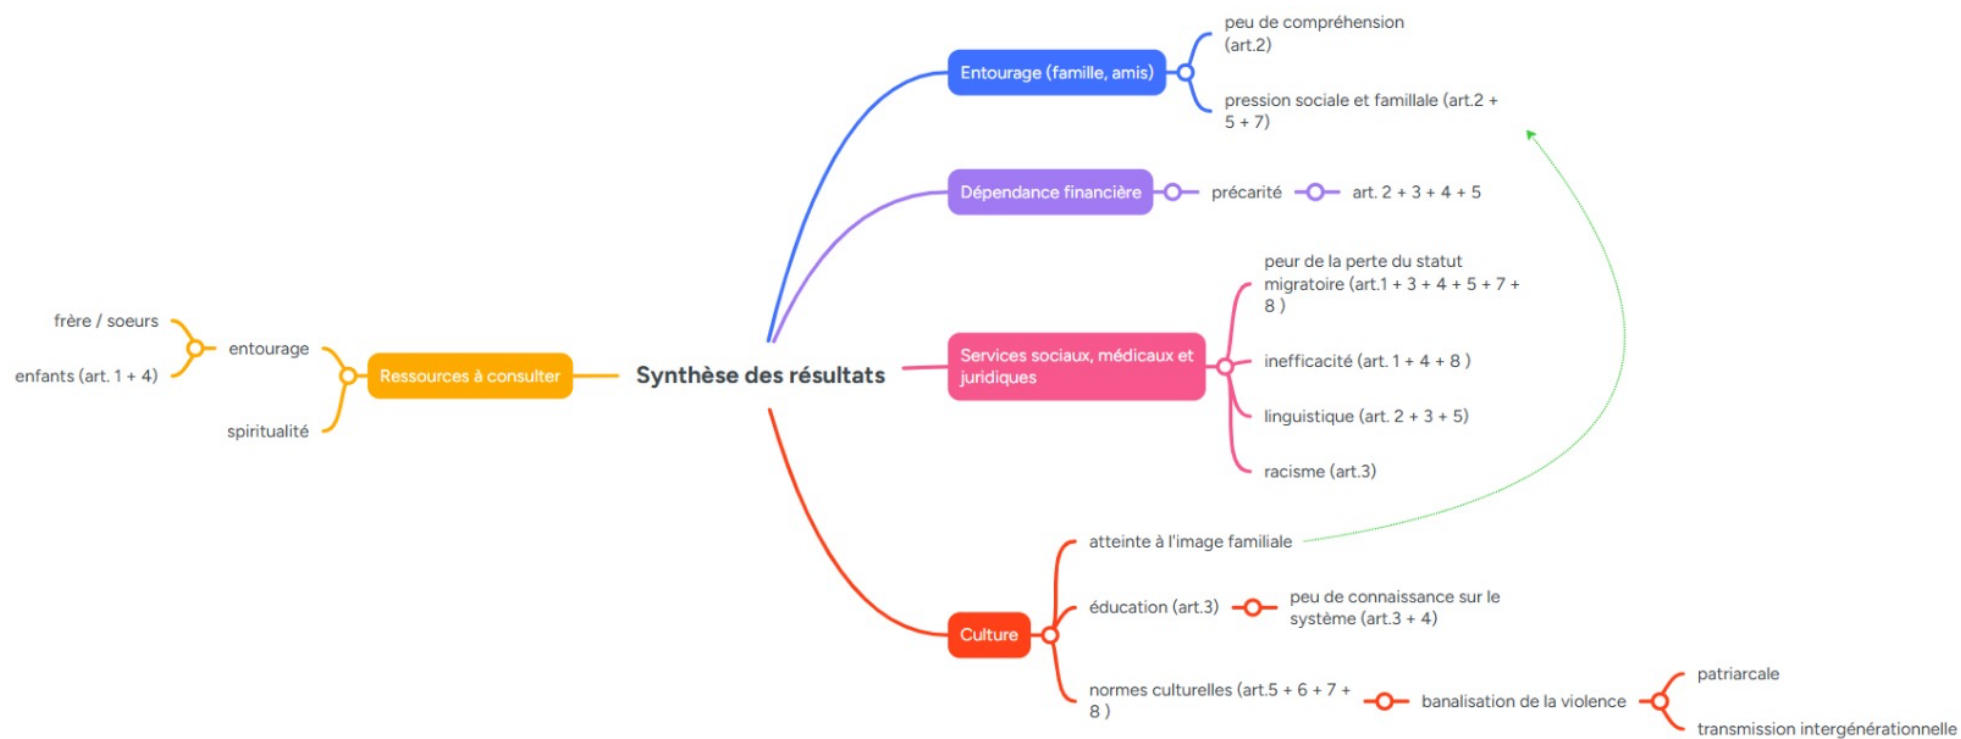 peu de compréhension
(art.2)
Entourage (famille, amis)
pression sociale et famillale (art.2 +
5 + 7)
Dépendance financière
précarité
art. 2 + 3 + 4 + 5
peur de la perte du statut
migratoire (art.1 + 3 + 4 + 5 + 7 +
8 )
Services sociaux, médicaux et
juridiques
inefficacité (art. 1 + 4 + 8 )
linguistique (art. 2 + 3 + 5)
racisme (art.3)
frère / soeurs
entourage
enfants (art. 1 + 4)
Ressources à consulter
spiritualité
Synthèse des résultats
atteinte à l'image familiale
éducation (art.3)
peu de connaissance sur le
système (art.3 + 4)
Culture
normes culturelles (art.5 + 6 + 7 +
8 )
banalisation de la violence
patriarcale
transmission intergénérationnelle